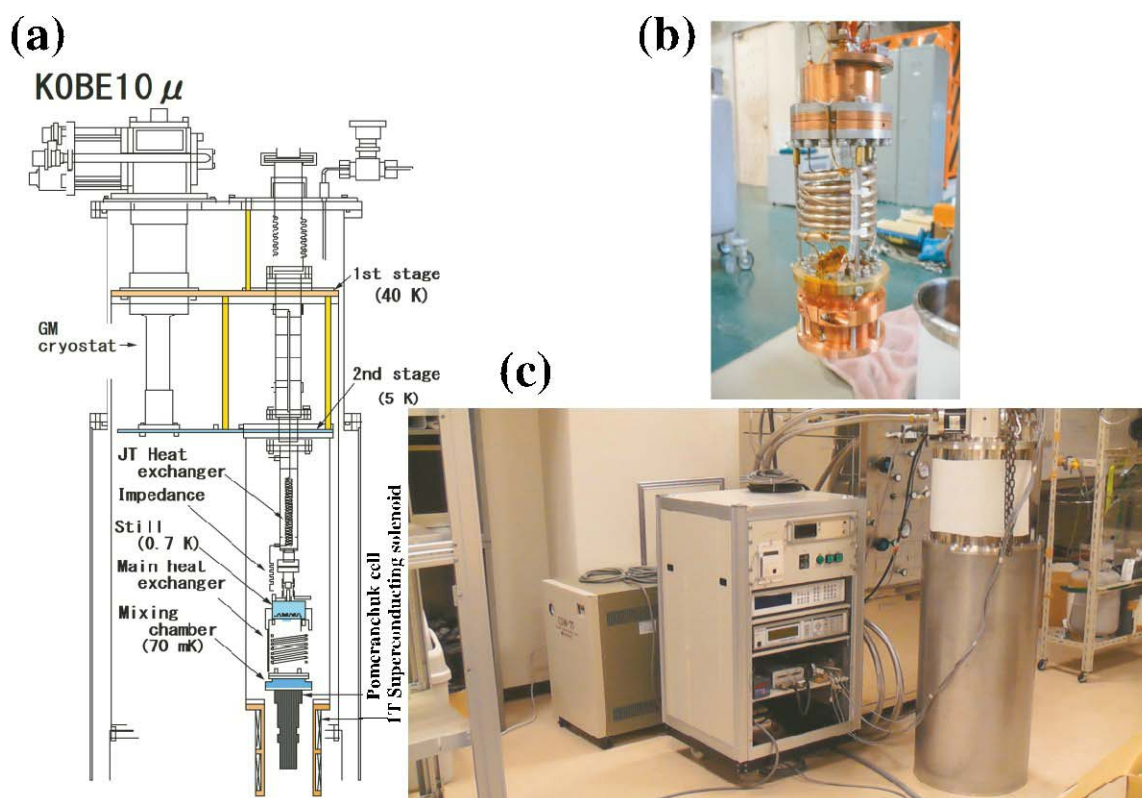 (a)
KOBE10 μ
1st stage
(40 K)
GM
cryostat
2nd stage
(5 K)
JT Heat
exchanger
Impedance
Still
(0.7 K)
Main heat
exchanger
Mixing
chamber
(70 mK)
Pomeranchuk cell
1T Superconducting solenoid
(b)
(c)